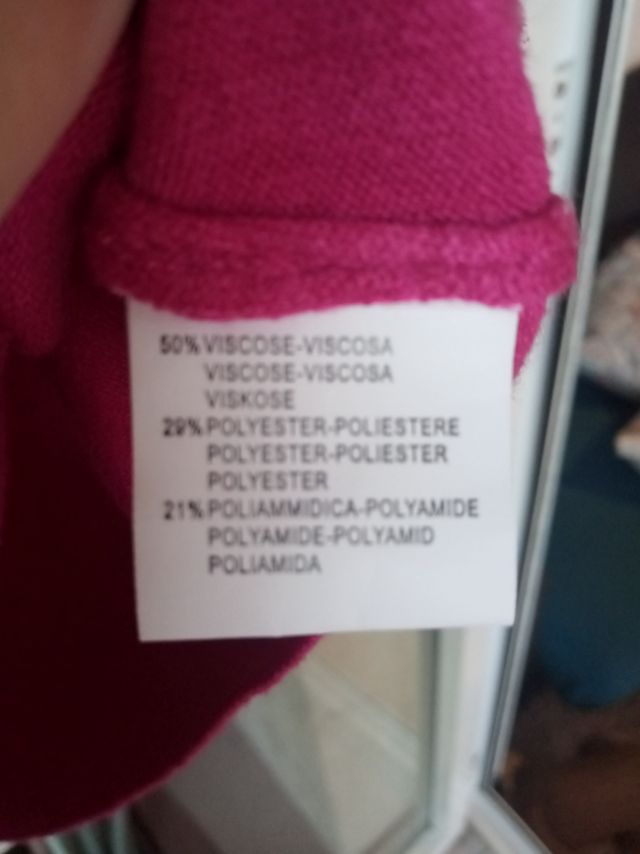 50% VISCOSE-VISCOSA
VISCOSE-VISCOSA
VISKOSE
29% POLYESTER-POLIESTERE
POLYESTER-POLIESTER
POLYESTER
21% POLIAMMIDICA-POLYAMIDE
POLYAMIDE-POLYAMID
POLIAMIDA